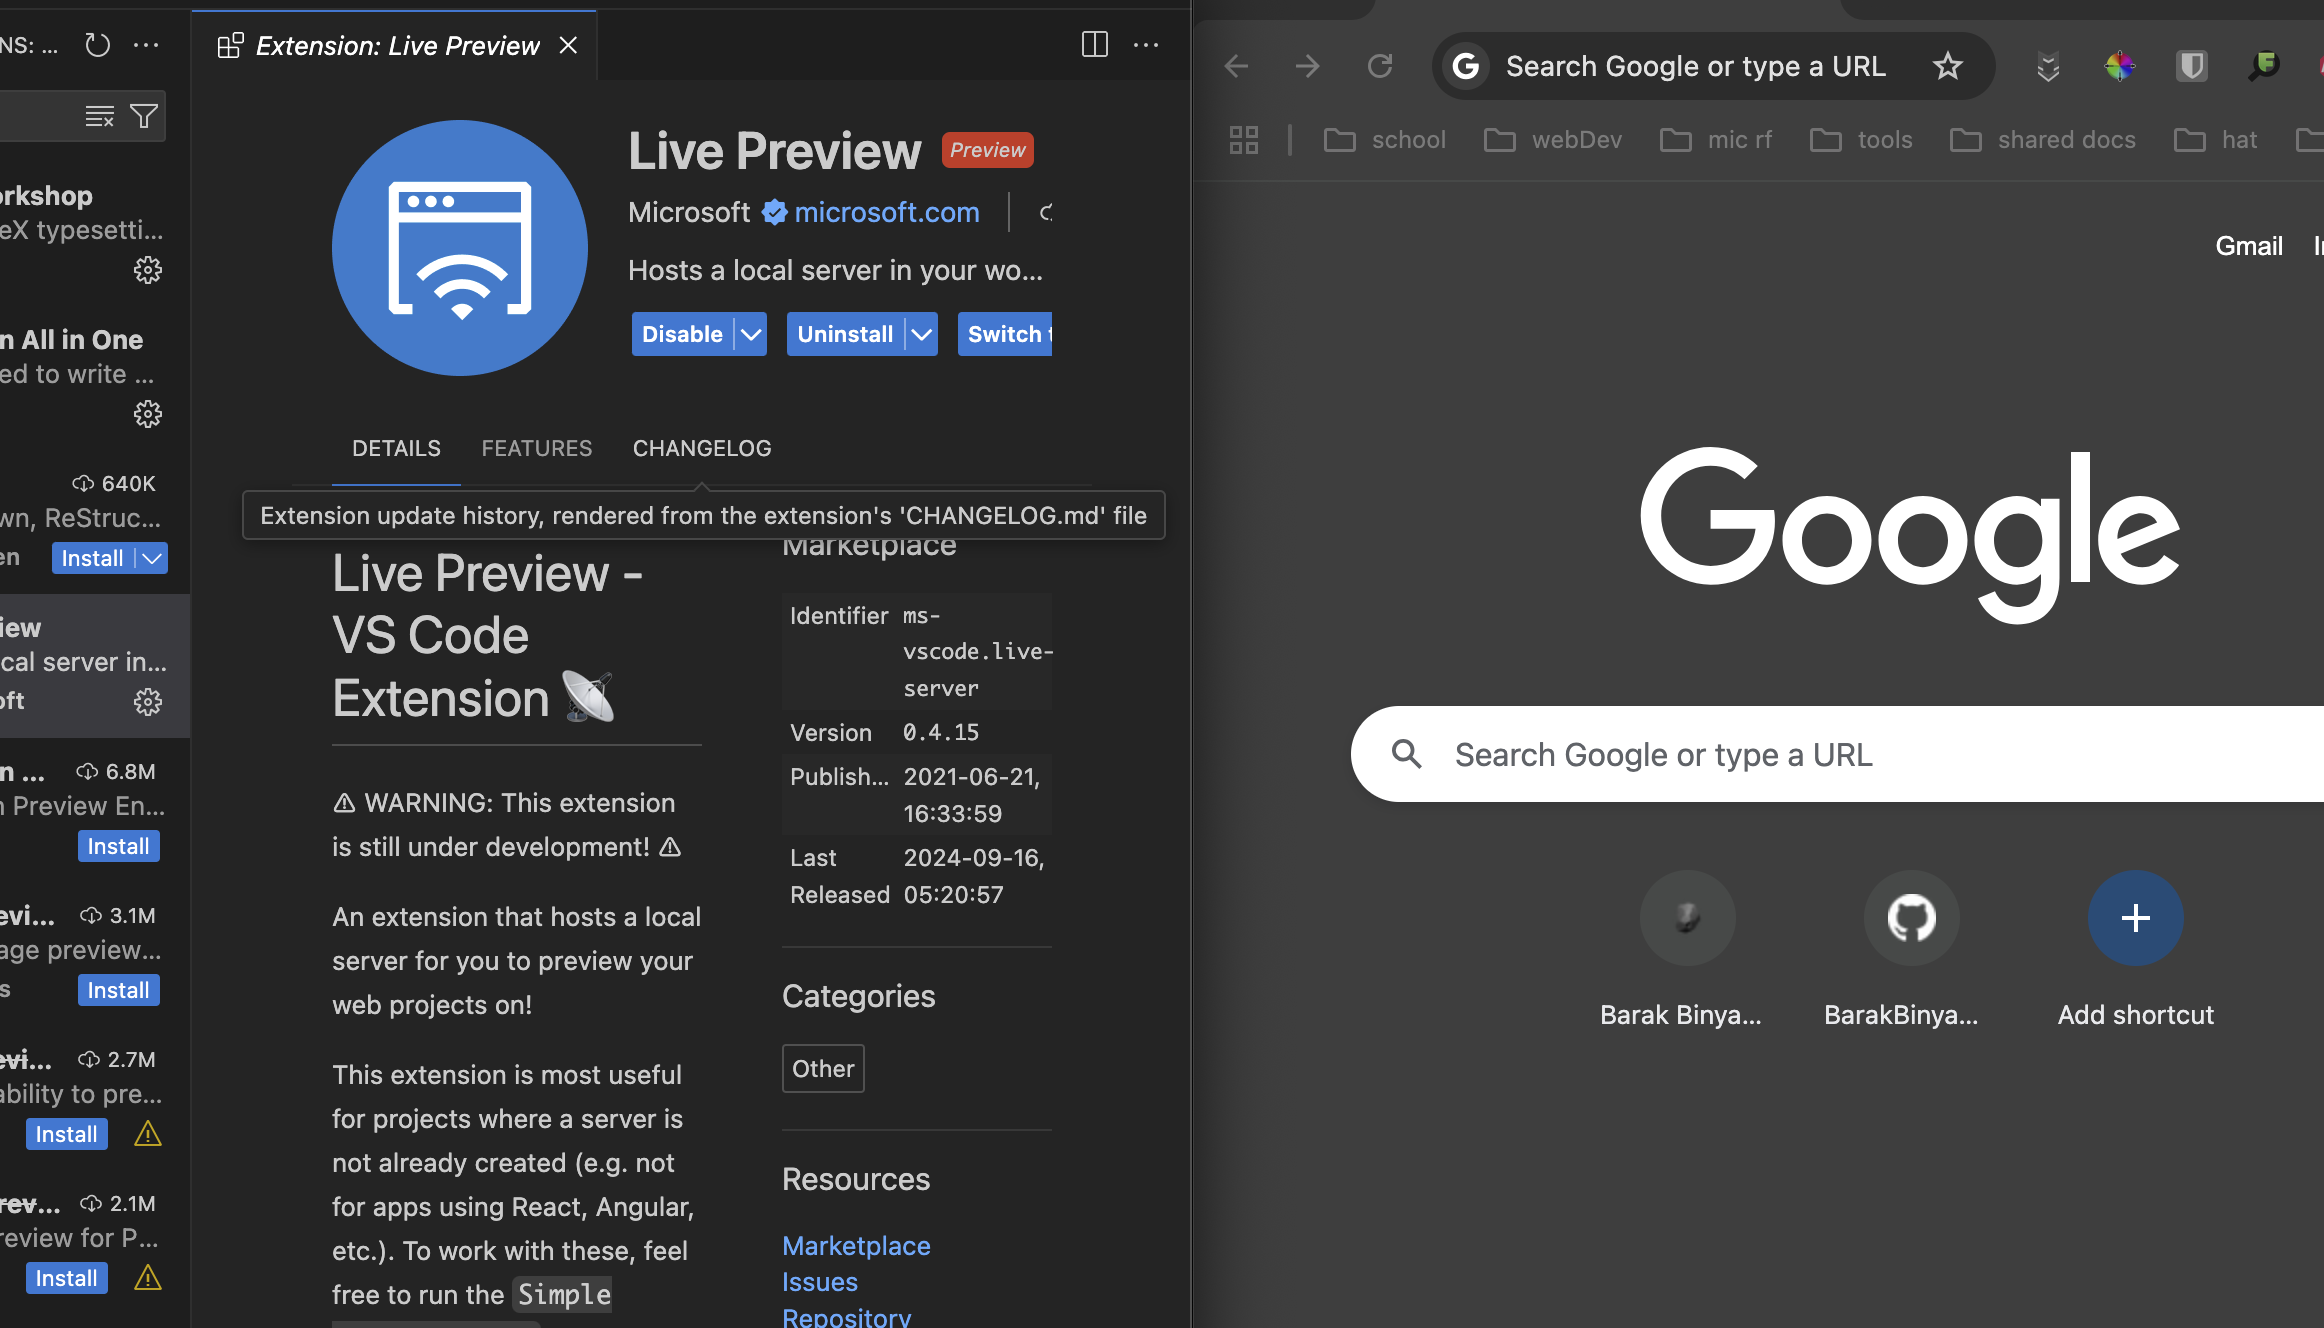 NS: ...
orkshop
eX typesetti...
n All in One
ed to write ...
640K
wn, ReStruc...
en
Install
iew
cal server in...
oft
n ...
6.8M
n Preview En...
Install
evi...
3.1M
age preview...
s
Install
evi...
2.7M
ability to pre...
Install
rev...
2.1M
review for P...
Install
Extension: Live Preview
Live Preview
Preview
Microsoft
microsoft.com
Hosts a local server in your wo...
Disable
Uninstall
Switch t
DETAILS
FEATURES
CHANGELOG
Extension update history, rendered from the extension's 'CHANGELOG.md' file
Live Preview -
VS Code
Extension
⚠ WARNING: This extension
is still under development! ⚠
An extension that hosts a local
server for you to preview your
web projects on!
This extension is most useful
for projects where a server is
not already created (e.g. not
for apps using React, Angular,
etc.). To work with these, feel
free to run the Simple
Marketplace
Identifier
ms-
vscode.live-
server
Version
0.4.15
Publish...
2021-06-21,
16:33:59
Last
Released
2024-09-16,
05:20:57
Categories
Other
Resources
Marketplace
Issues
Repository
Search Google or type a URL
school
webDev
mic rf
tools
shared docs
hat
Gmail
Google
Search Google or type a URL
Barak Binya...
BarakBinya...
Add shortcut